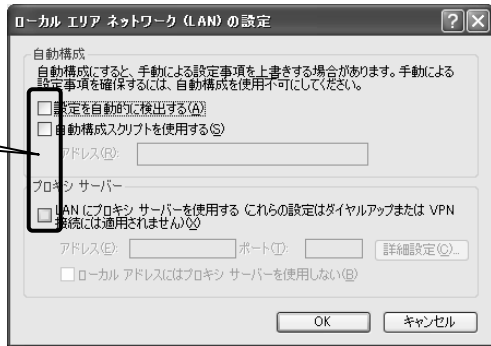 ローカル エリア ネットワーク (LAN) の設定
自動構成
自動構成にすると、手動による設定事項を上書きする場合があります。手動による
設定事項を確保するには、自動構成を使用不可にしてください。
設定を自動的に検出する(A)
自動構成スクリプトを使用する(S)
アドレス(R):
プロキシ サーバー
LAN にプロキシ サーバーを使用する (これらの設定はダイヤルアップまたは VPN
接続には適用されません)(X)
アドレス(E): ポート(T): 詳細設定(C)...
ローカル アドレスにはプロキシ サーバーを使用しない(B)
OK キャンセル